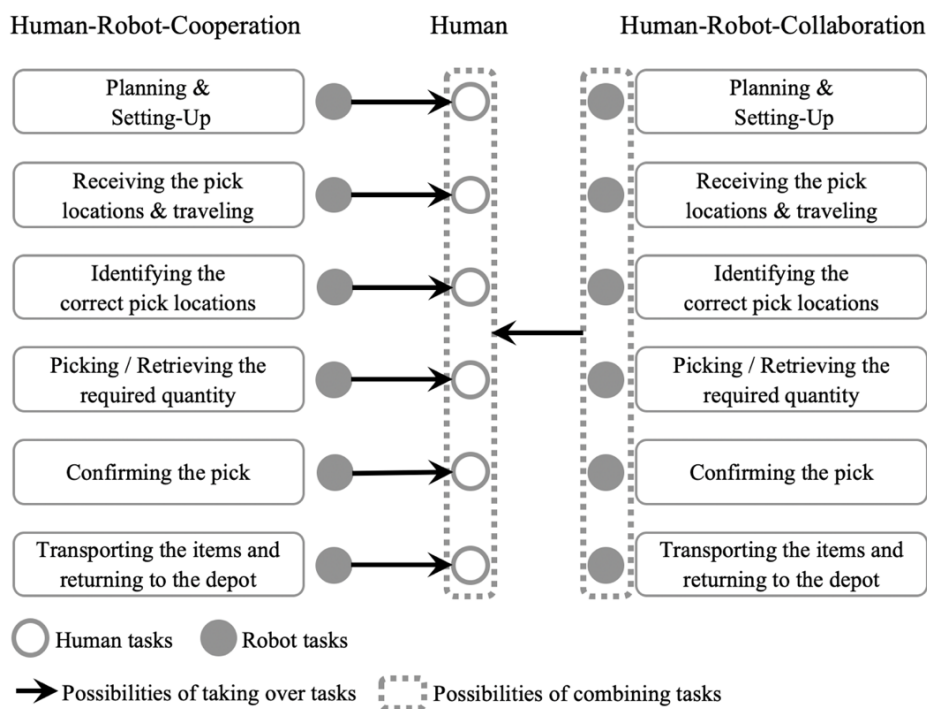 Human-Robot-Cooperation Human Human-Robot-Collaboration
Planning &
Setting-Up
Planning &
Setting-Up
Receiving the pick
locations & traveling
Receiving the pick
locations & traveling
Identifying the
correct pick locations
Identifying the
correct pick locations
Picking / Retrieving the
required quantity
Picking / Retrieving the
required quantity
Confirming the pick
Confirming the pick
Transporting the items and
returning to the depot
Transporting the items and
returning to the depot
Human tasks Robot tasks
Possibilities of taking over tasks Possibilities of combining tasks